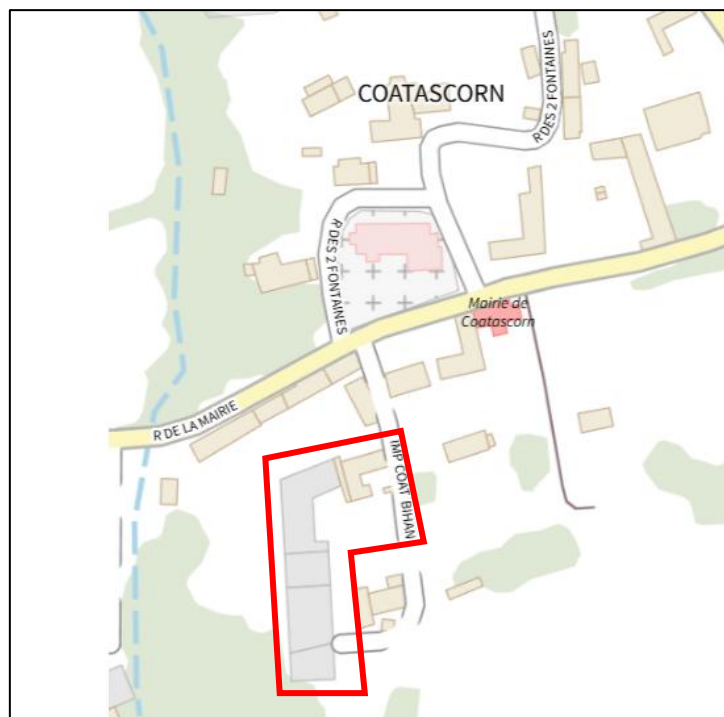 COATASCORN
R DES 2 FONTAINES
R DES 2 FONTAINES
Mairie de
Coatascorn
R DE LA MAIRIE
IMP COAT BIHAN